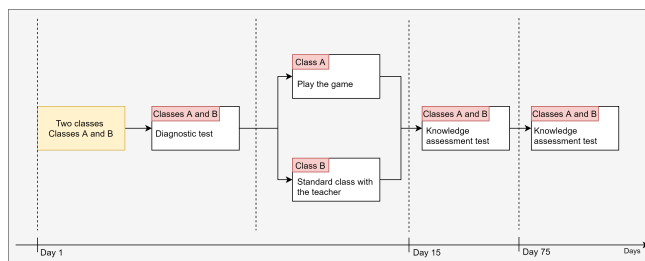 Two classes
Classes A and B
Classes A and B
Diagnostic test
Class A
Play the game
Class B
Standard class with
the teacher
Classes A and B
Knowledge
assessment test
Classes A and B
Knowledge
assessment test
Day 1
Day 15
Day 75
Days